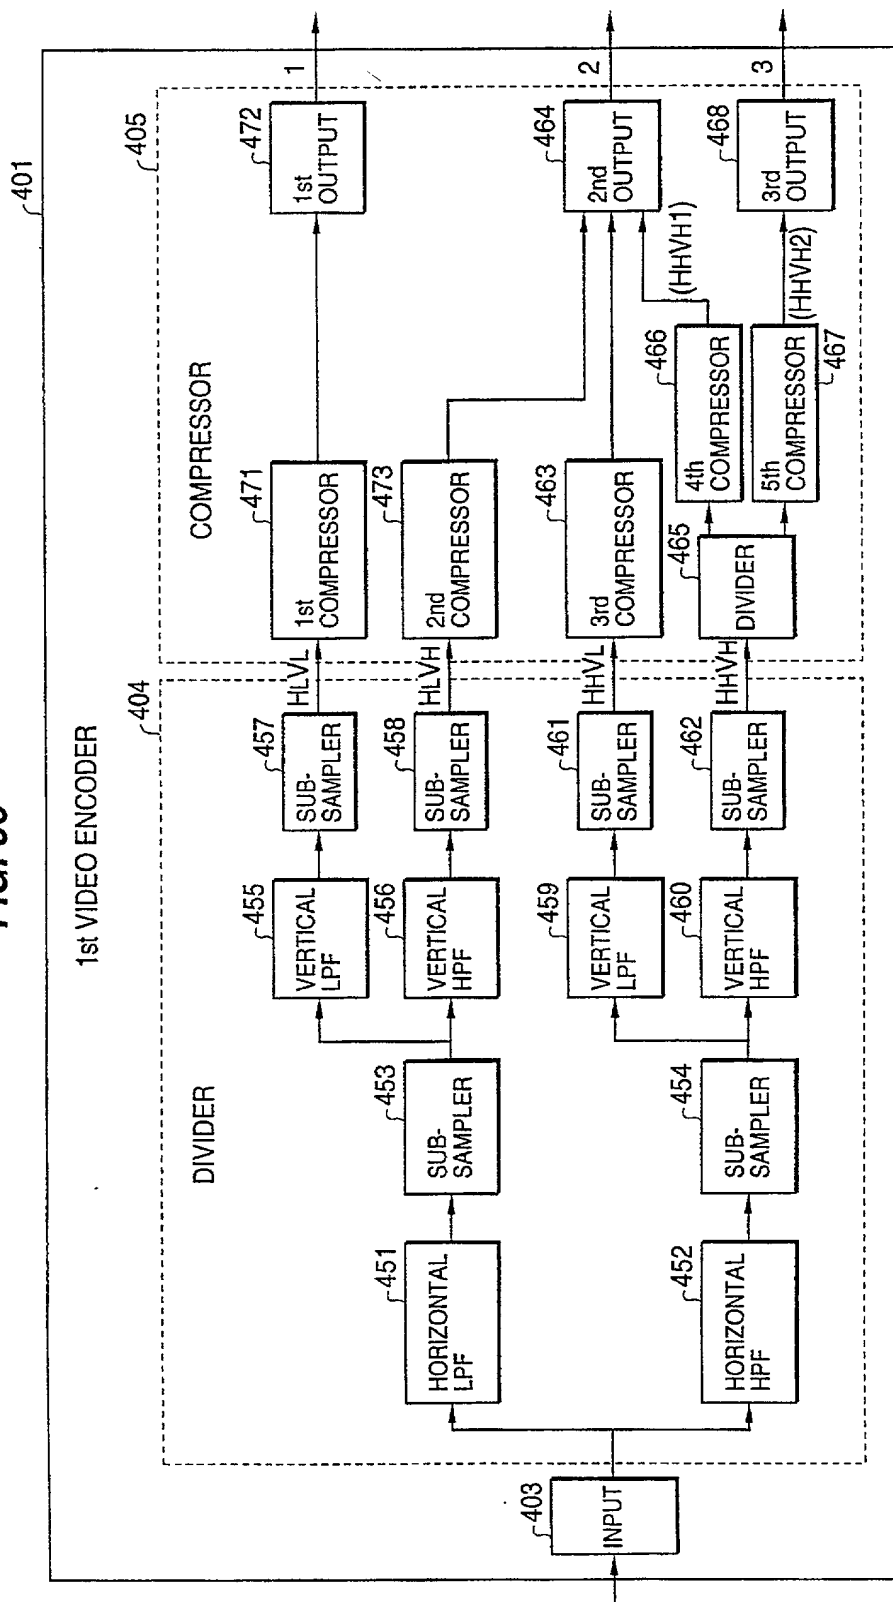 1st VIDEO ENCODER
401
403
INPUT
DIVIDER
404
451
HORIZONTAL
LPF
452
HORIZONTAL
HPF
453
SUB-
SAMPLER
454
SUB-
SAMPLER
455
VERTICAL
LPF
456
VERTICAL
HPF
459
VERTICAL
LPF
460
VERTICAL
HPF
457
SUB-
SAMPLER
458
SUB-
SAMPLER
461
SUB-
SAMPLER
462
SUB-
SAMPLER
HLVL
HLVH
HHVL
HHVH
COMPRESSOR
405
471
1st
COMPRESSOR
473
2nd
COMPRESSOR
463
3rd
COMPRESSOR
465
DIVIDER
466
4th
COMPRESSOR
5th
COMPRESSOR
467
(HHVH1)
(HHVH2)
472
1st
OUTPUT
464
2nd
OUTPUT
468
3rd
OUTPUT
1
2
3